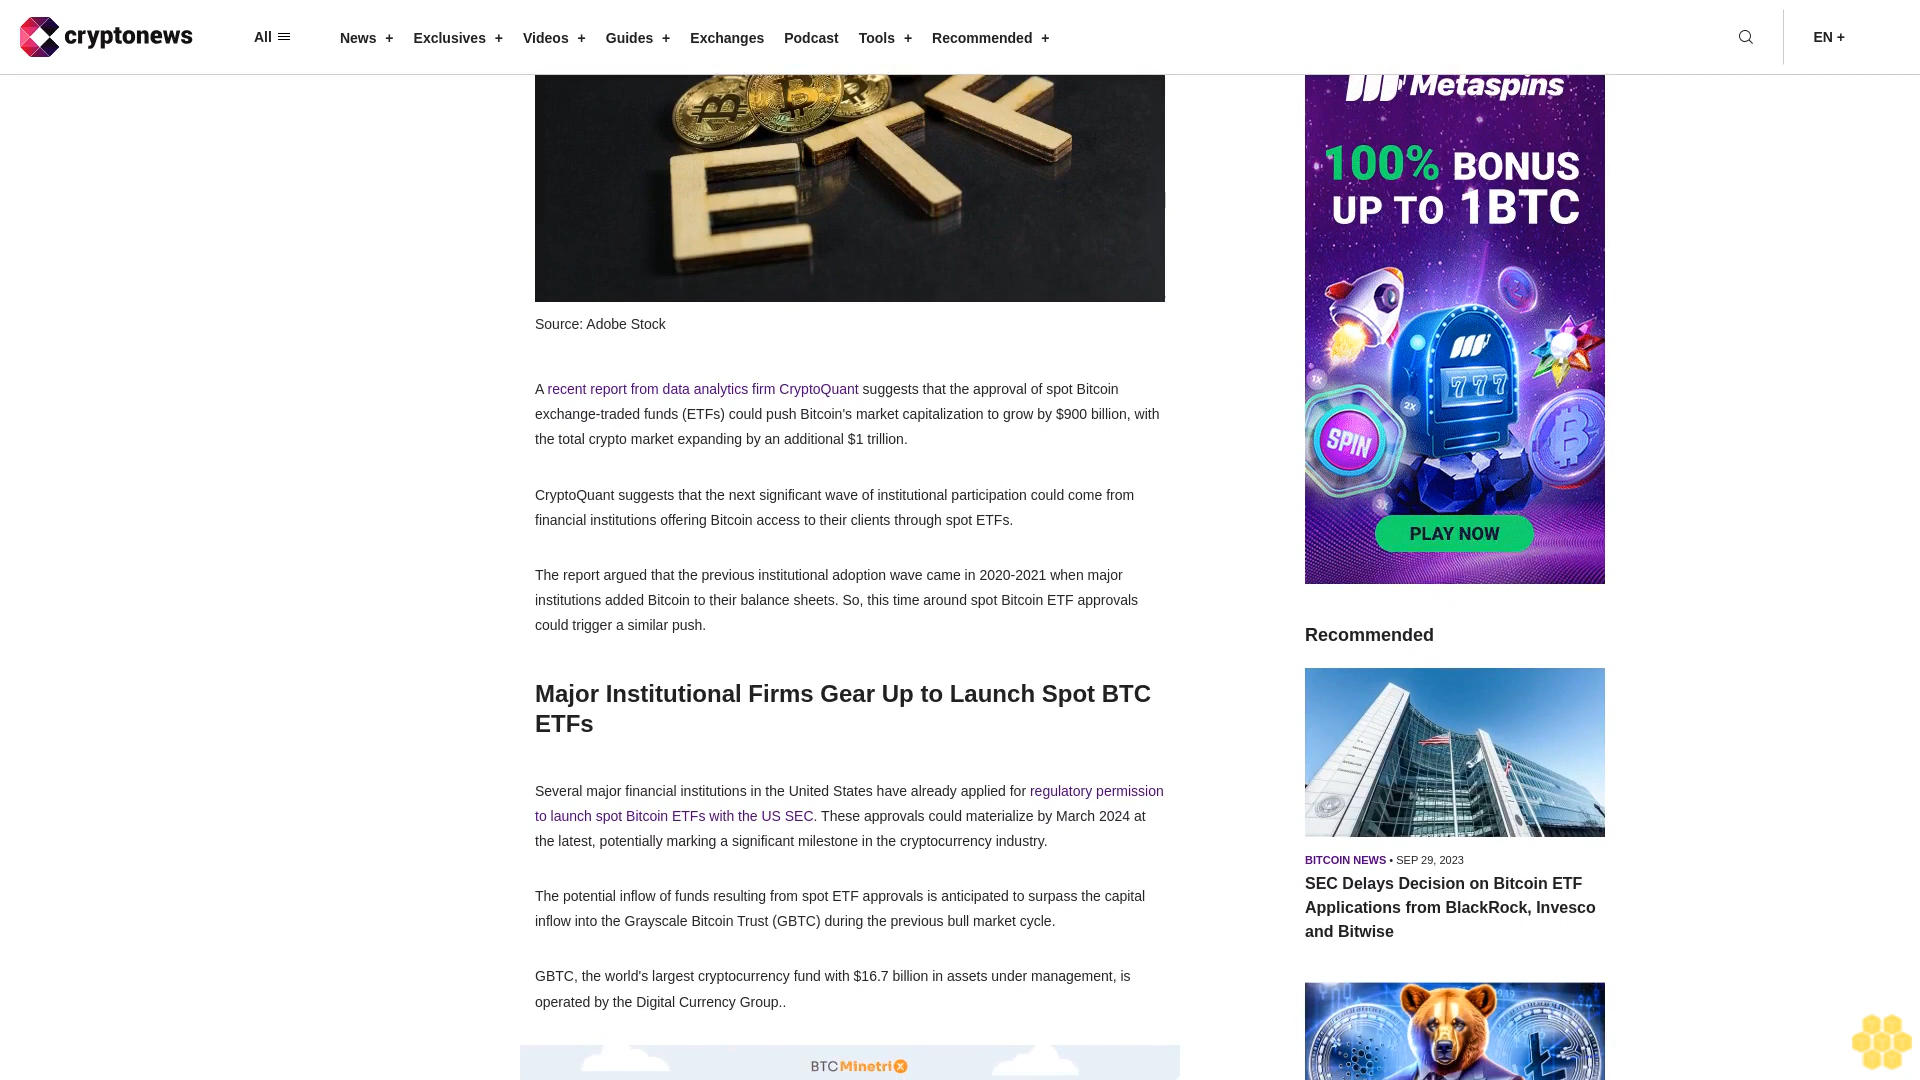 cryptonews
All
News +
Exclusives +
Videos +
Guides +
Exchanges
Podcast
Tools +
Recommended +
EN +
ETF
Source: Adobe Stock
A recent report from data analytics firm CryptoQuant suggests that the approval of spot Bitcoin
exchange-traded funds (ETFs) could push Bitcoin's market capitalization to grow by $900 billion, with
the total crypto market expanding by an additional $1 trillion.
CryptoQuant suggests that the next significant wave of institutional participation could come from
financial institutions offering Bitcoin access to their clients through spot ETFs.
The report argued that the previous institutional adoption wave came in 2020-2021 when major
institutions added Bitcoin to their balance sheets. So, this time around spot Bitcoin ETF approvals
could trigger a similar push.
Major Institutional Firms Gear Up to Launch Spot BTC
ETFs
Several major financial institutions in the United States have already applied for regulatory permission
to launch spot Bitcoin ETFs with the US SEC. These approvals could materialize by March 2024 at
the latest, potentially marking a significant milestone in the cryptocurrency industry.
The potential inflow of funds resulting from spot ETF approvals is anticipated to surpass the capital
inflow into the Grayscale Bitcoin Trust (GBTC) during the previous bull market cycle.
GBTC, the world's largest cryptocurrency fund with $16.7 billion in assets under management, is
operated by the Digital Currency Group..
BTC Minetrix
Metaspins
100% BONUS
UP TO 1BTC
777
1X
2X
SPIN
3X
PLAY NOW
Recommended
BITCOIN NEWS • SEP 29, 2023
SEC Delays Decision on Bitcoin ETF
Applications from BlackRock, Invesco
and Bitwise